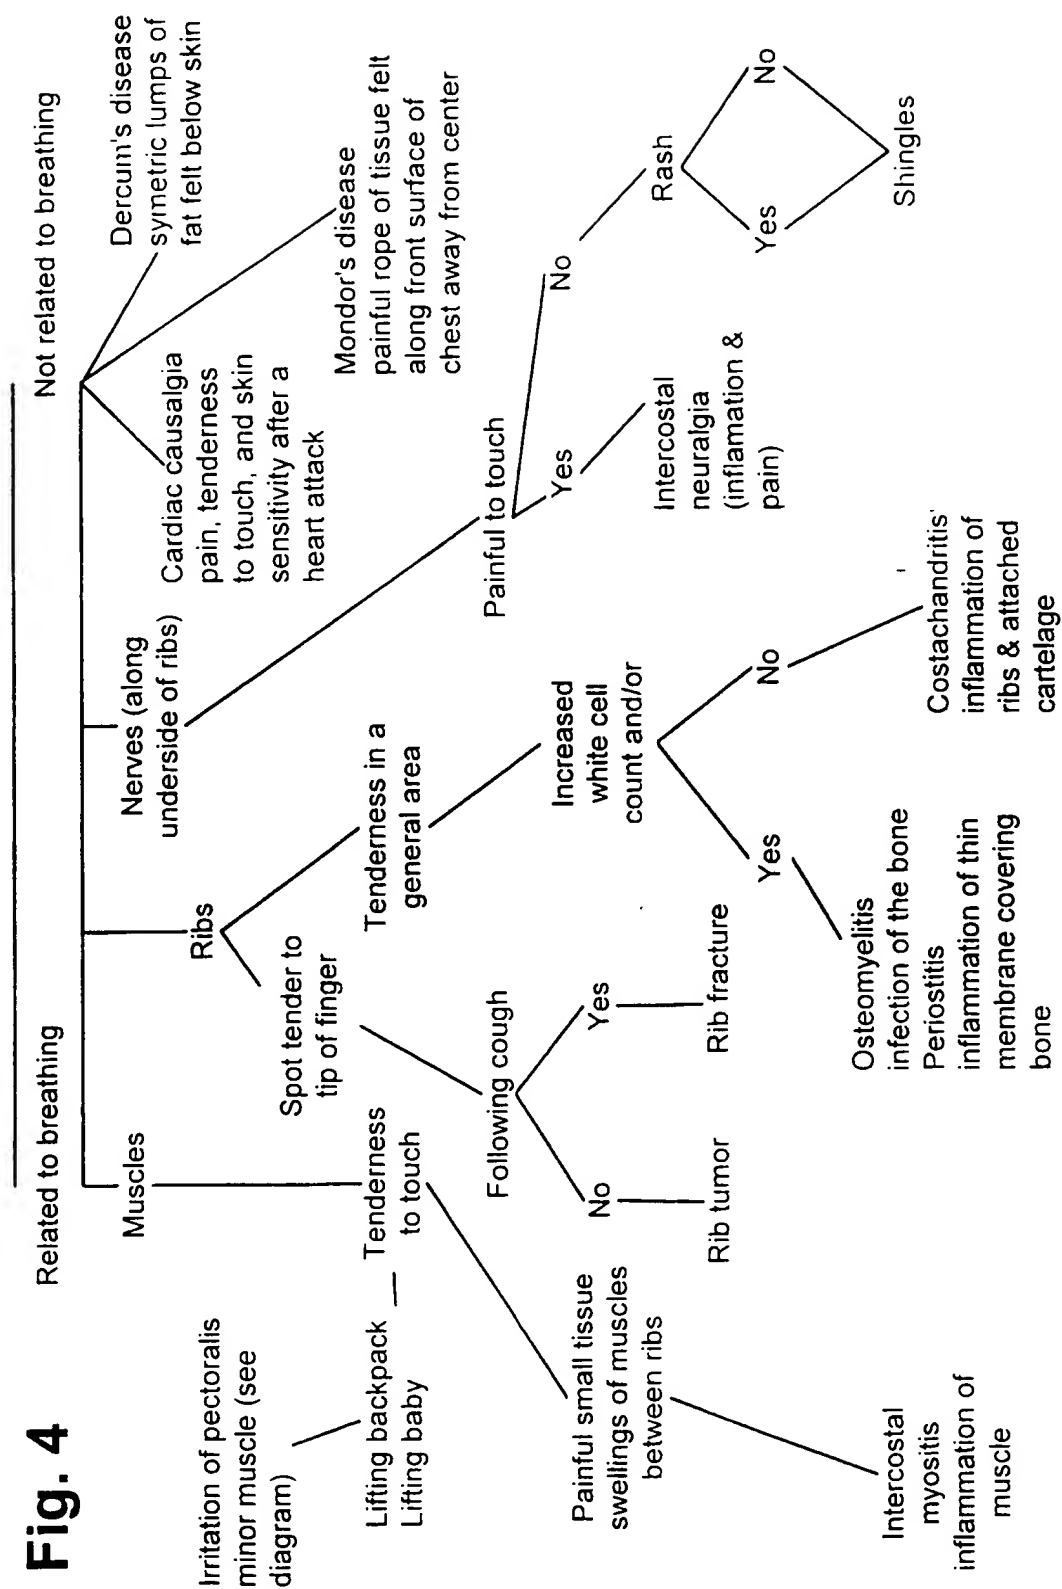 Fig. 4
Related to breathing
Not related to breathing
Muscles
Ribs
Nerves (along
underside of ribs)
Cardiac causalgia
pain, tenderness
to touch, and skin
sensitivity after a
heart attack
Dercum's disease
symetric lumps of
fat felt below skin
Mondor's disease
painful rope of tissue felt
along front surface of
chest away from center
Irritation of pectoralis
minor muscle (see
diagram)
Lifting backpack
Lifting baby
Tenderness
to touch
Spot tender to
tip of finger
Tenderness in a
general area
Painful to touch
Following cough
No
Yes
Rib tumor
Rib fracture
Increased
white cell
count and/or
Yes
No
Yes
No
Intercostal
neuralgia
(inflamation &
pain)
Rash
Yes
No
Shingles
Painful small tissue
swellings of muscles
between ribs
Intercostal
myositis
inflammation of
muscle
Osteomyelitis
infection of the bone
Periostitis
inflammation of thin
membrane covering
bone
Costachandritis
inflammation of
ribs & attached
cartelage